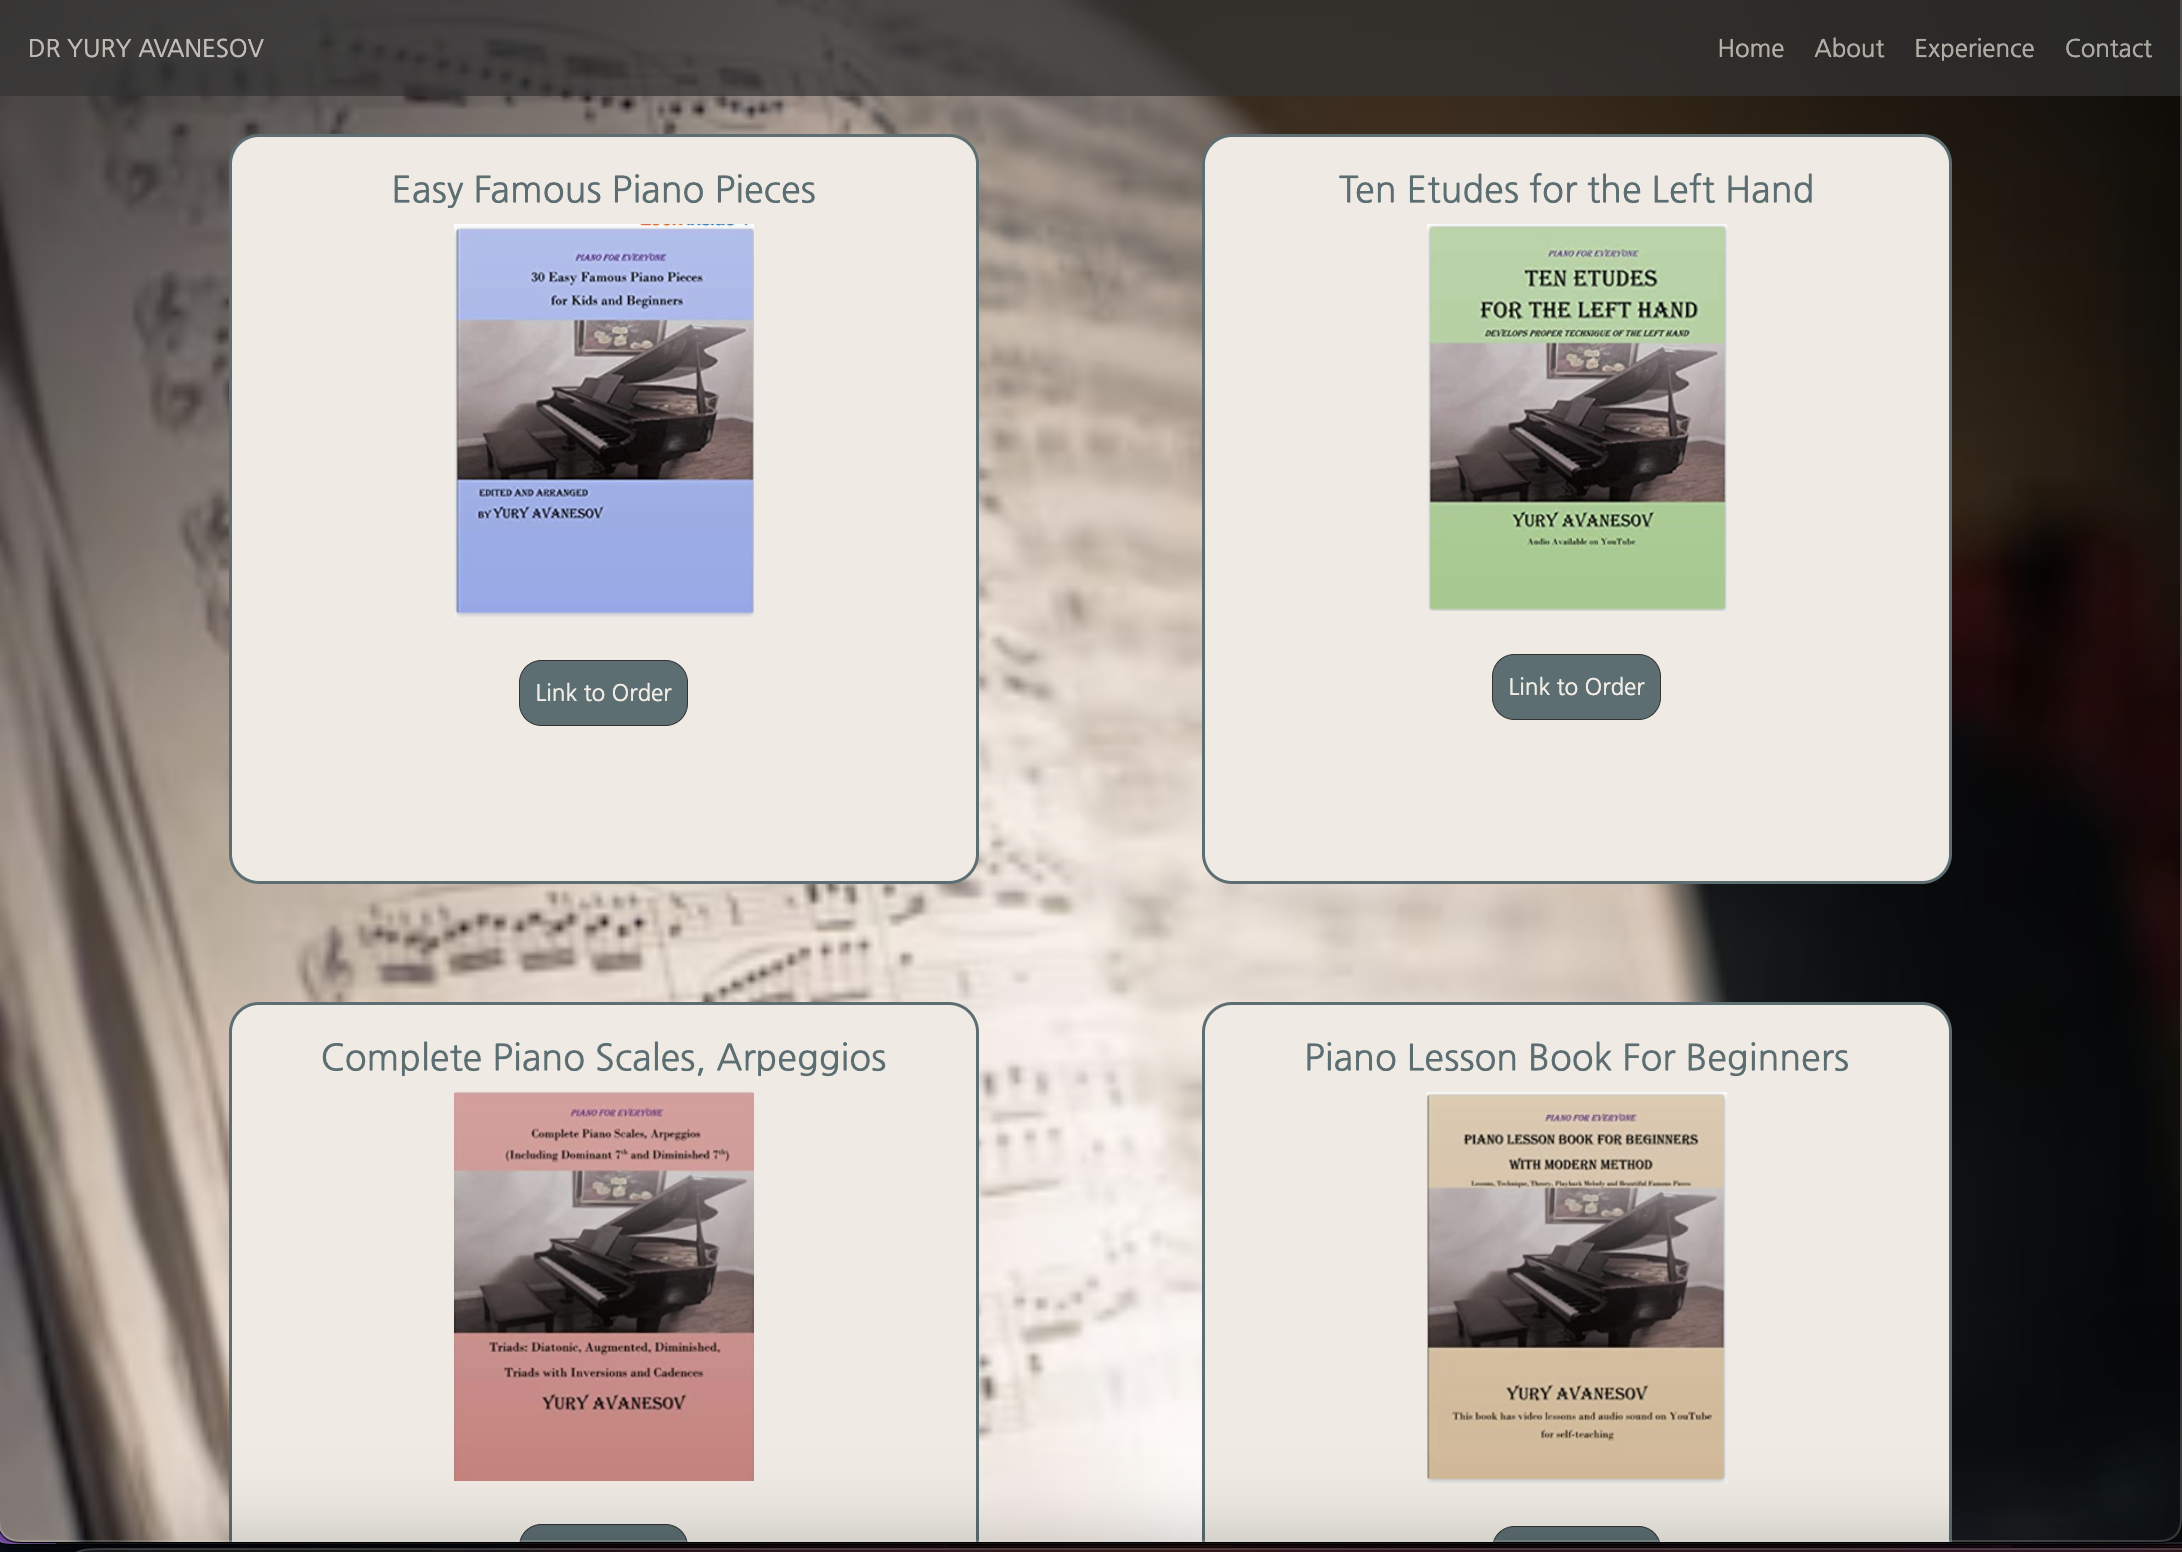 DR YURY AVANESOV
Home About Experience Contact
Easy Famous Piano Pieces
PIANO FOR EVERYONE
30 Easy Famous Piano Pieces
for Kids and Beginners
EDITED AND ARRANGED
BY YURY AVANESOV
Link to Order
Ten Etudes for the Left Hand
PIANO FOR EVERYONE
TEN ETUDES
FOR THE LEFT HAND
DEVELOPS PROPER TECHNIQUE OF THE LEFT HAND
YURY AVANESOV
Audio Available on YouTube
Link to Order
Complete Piano Scales, Arpeggios
PIANO FOR EVERYONE
Complete Piano Scales, Arpeggios
(Including Dominant 7th and Diminished 7th)
Triads: Diatonic, Augmented, Diminished,
Triads with Inversions and Cadences
YURY AVANESOV
Piano Lesson Book For Beginners
PIANO FOR EVERYONE
PIANO LESSON BOOK FOR BEGINNERS
WITH MODERN METHOD
Lessons, Technique, Theory, Playback Melody and Beautiful Famous Pieces
YURY AVANESOV
This book has video lessons and audio sound on YouTube
for self-teaching